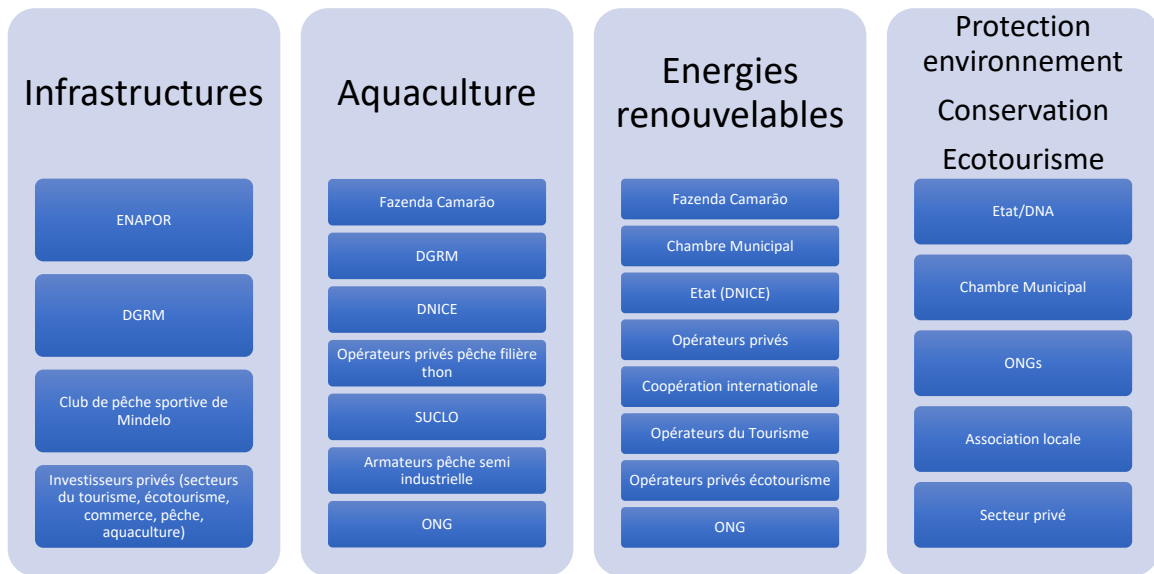 Infrastructures
ENAPOR
DGRM
Club de pêche sportive de
Mindelo
Investisseurs privés (secteurs
du tourisme, écotourisme,
commerce, pêche,
aquaculture)
Aquaculture
Fazenda Camarão
DGRM
DNICE
Opérateurs privés pêche filière
thon
SUCLO
Armateurs pêche semi
industrielle
ONG
Energies
renouvelables
Fazenda Camarão
Chambre Municipal
Etat (DNICE)
Opérateurs privés
Coopération internationale
Opérateurs du Tourisme
Opérateurs privés écotourisme
ONG
Protection
environnement
Conservation
Ecotourisme
Etat/DNA
Chambre Municipal
ONGs
Association locale
Secteur privé